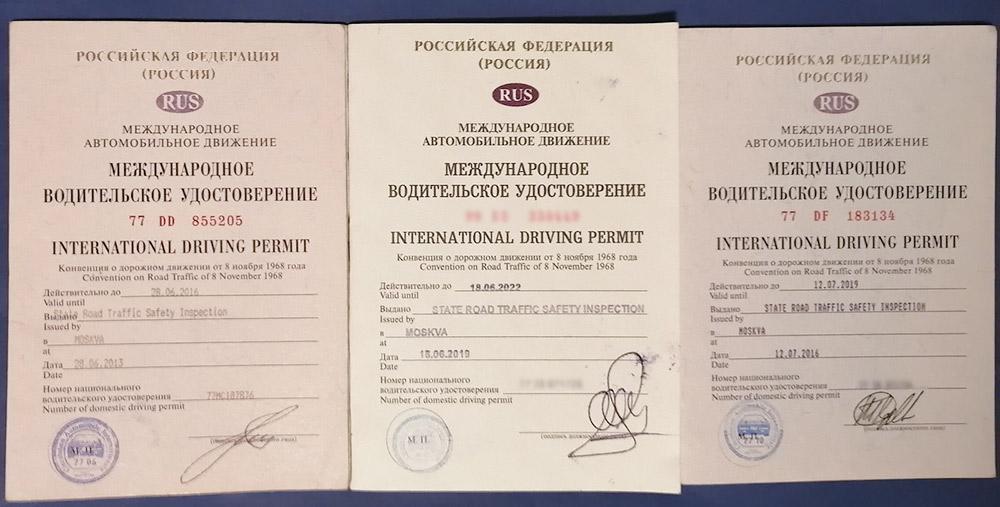 РОССИЙСКАЯ ФЕДЕРАЦИЯ
(РОССИЯ)
RUS
МЕЖДУНАРОДНОЕ
АВТОМОБИЛЬНОЕ ДВИЖЕНИЕ
МЕЖДУНАРОДНОЕ
ВОДИТЕЛЬСКОЕ УДОСТОВЕРЕНИЕ
77 DD 855205
INTERNATIONAL DRIVING PERMIT
Конвенция о дорожном движении от 8 ноября 1968 года
Convention on Road Traffic of 8 November 1968
Действительно до 28.06.2016
Valid until
Выдано State Road Traffic Safety Inspection
Issued by
в MOSKVA
at
Дата 28.06.2013
Date
Номер национального
водительского удостоверения 77МС107876
Number of domestic driving permit
М.П.
77 06
РОССИЙСКАЯ ФЕДЕРАЦИЯ
(РОССИЯ)
RUS
МЕЖДУНАРОДНОЕ
АВТОМОБИЛЬНОЕ ДВИЖЕНИЕ
МЕЖДУНАРОДНОЕ
ВОДИТЕЛЬСКОЕ УДОСТОВЕРЕНИЕ
INTERNATIONAL DRIVING PERMIT
Конвенция о дорожном движении от 8 ноября 1968 года
Convention on Road Traffic of 8 November 1968
Действительно до 18.06.2022
Valid until
Выдано STATE ROAD TRAFFIC SAFETY INSPECTION
Issued by
в MOSKVA
at
Дата 18.06.2019
Date
Номер национального
водительского удостоверения
Number of domestic driving permit
М.П.
(подпись
РОССИЙСКАЯ ФЕДЕРАЦИЯ
(РОССИЯ)
RUS
МЕЖДУНАРОДНОЕ
АВТОМОБИЛЬНОЕ ДВИЖЕНИЕ
МЕЖДУНАРОДНОЕ
ВОДИТЕЛЬСКОЕ УДОСТОВЕРЕНИЕ
77 DF 183134
INTERNATIONAL DRIVING PERMIT
Конвенция о дорожном движении от 8 ноября 1968 года
Convention on Road Traffic of 8 November 1968
Действительно до 12.07.2019
Valid until
Выдано STATE ROAD TRAFFIC SAFETY INSPECTION
Issued by
в MOSKVA
at
Дата 12.07.2016
Date
Номер национального
водительского удостоверения
Number of domestic driving permit
М.П.
77 10
(подпись должностного лица)